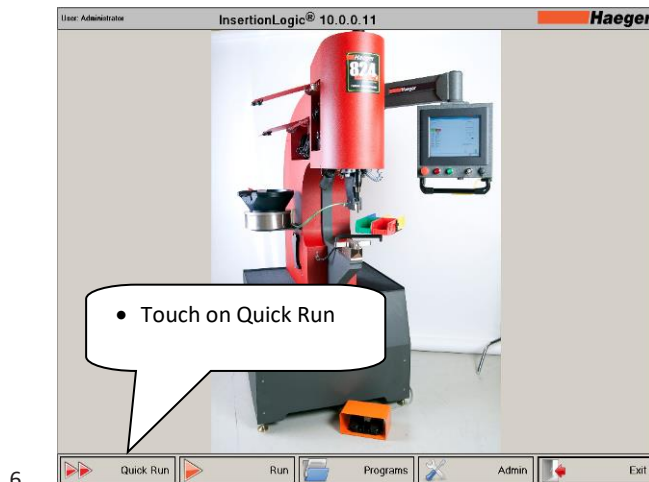 User: Administrator
InsertionLogic® 10.0.0.11
Haeger
Haeger
824
• Touch on Quick Run
6
Quick Run
Run
Programs
Admin
Exit